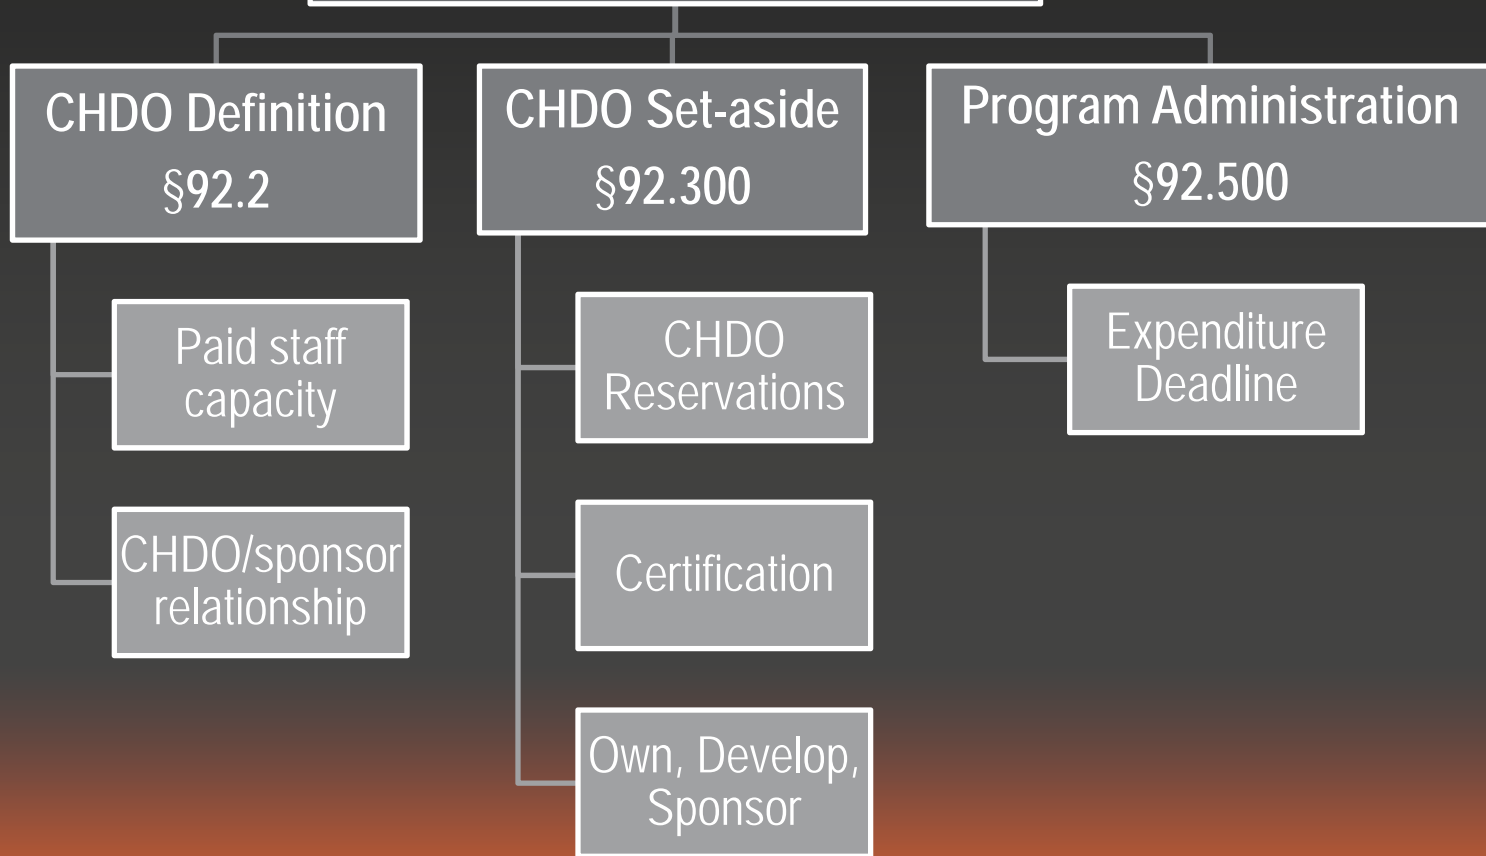 CHDO Definition
§92.2
CHDO Set-aside
§92.300
Program Administration
§92.500
Paid staff
capacity
CHDO/sponsor
relationship
CHDO
Reservations
Certification
Own, Develop,
Sponsor
Expenditure
Deadline